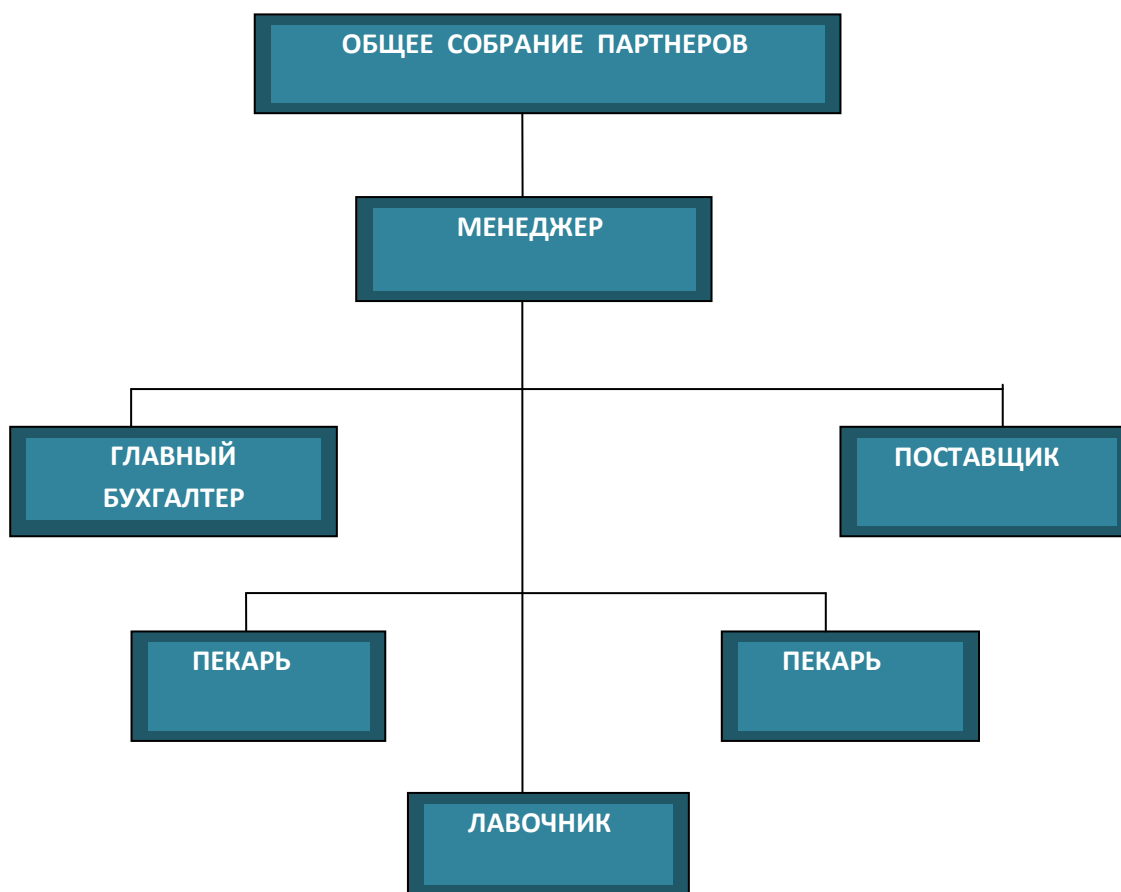 ОБЩЕЕ СОБРАНИЕ ПАРТНЕРОВ
МЕНЕДЖЕР
ГЛАВНЫЙ
БУХГАЛТЕР
ПОСТАВЩИК
ПЕКАРЬ
ПЕКАРЬ
ЛАВОЧНИК